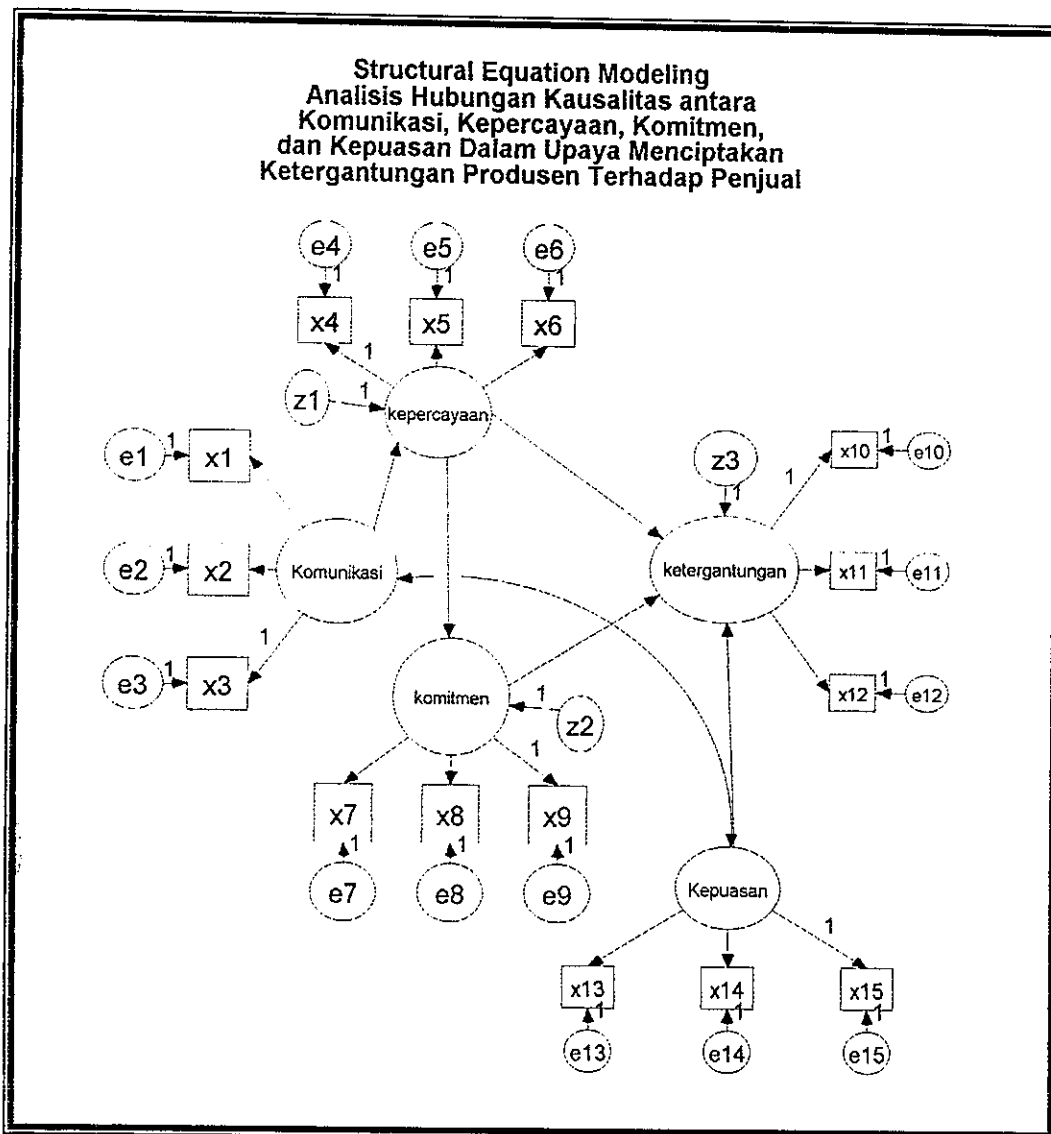 Structural Equation Modeling
Analisis Hubungan Kausalitas antara
Komunikasi, Kepercayaan, Komitmen,
dan Kepuasan Dalam Upaya Menciptakan
Ketergantungan Produsen Terhadap Penjual
e4 e5 e6
1 1 1
x4 x5 x6
1
z1 1 kepercayaan
e1 1 x1
z3
1
1 x10 1 e10
e2 1 x2 Komunikasi
ketergantungan x11 1 e11
1
e3 1 x3
komitmen 1 z2
x12 1 e12
1
x7 x8 x9
1 1 1
e7 e8 e9
Kepuasan
1
x13 x14 x15
1 1 1
e13 e14 e15